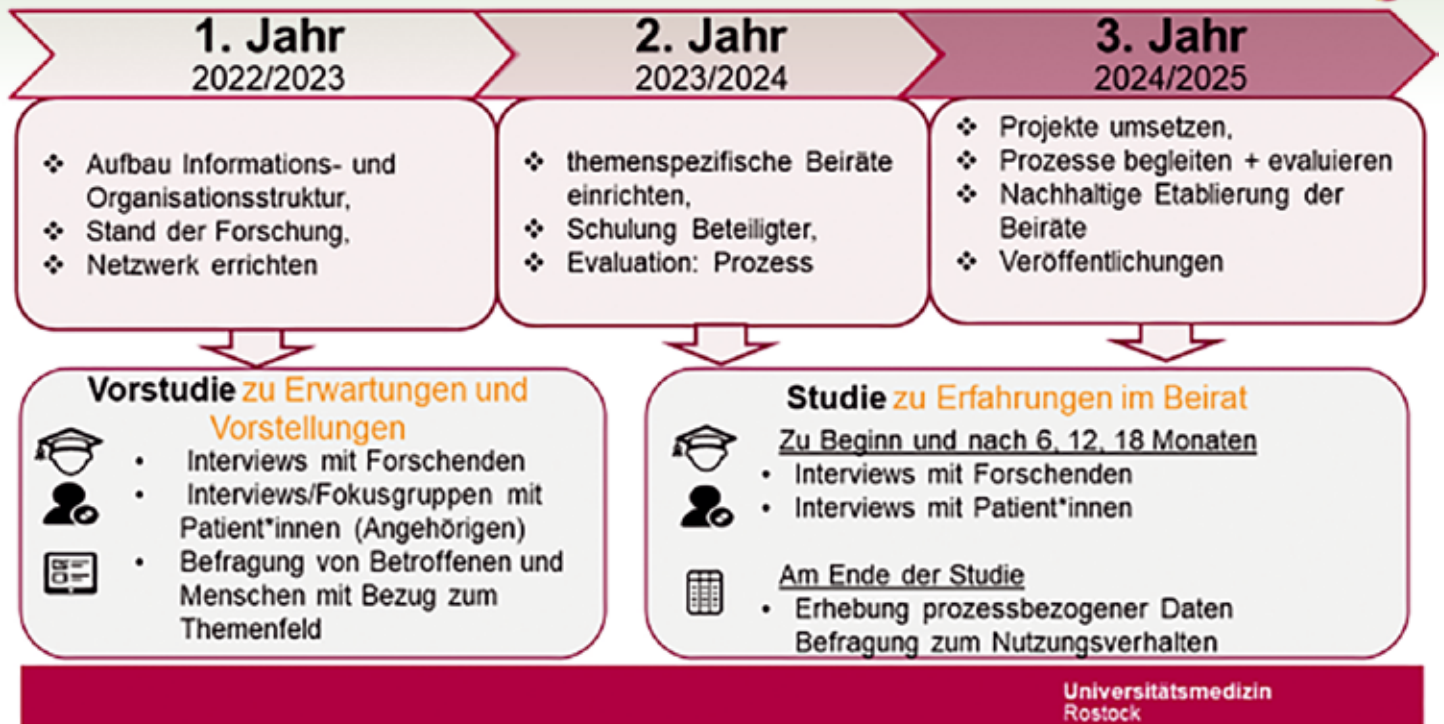 1. Jahr
2022/2023
2. Jahr
2023/2024
3. Jahr
2024/2025
❖ Aufbau Informations- und
Organisationsstruktur,
❖ Stand der Forschung,
❖ Netzwerk errichten
❖ themenspezifische Beiräte
einrichten,
❖ Schulung Beteiligter,
❖ Evaluation: Prozess
❖ Projekte umsetzen,
❖ Prozesse begleiten + evaluieren
❖ Nachhaltige Etablierung der
Beiräte
❖ Veröffentlichungen
Vorstudie zu Erwartungen und
Vorstellungen
• Interviews mit Forschenden
• Interviews/Fokusgruppen mit
Patient*innen (Angehörigen)
• Befragung von Betroffenen und
Menschen mit Bezug zum
Themenfeld
Studie zu Erfahrungen im Beirat
Zu Beginn und nach 6, 12, 18 Monaten
• Interviews mit Forschenden
• Interviews mit Patient*innen
Am Ende der Studie
• Erhebung prozessbezogener Daten
Befragung zum Nutzungsverhalten
Universitätsmedizin
Rostock